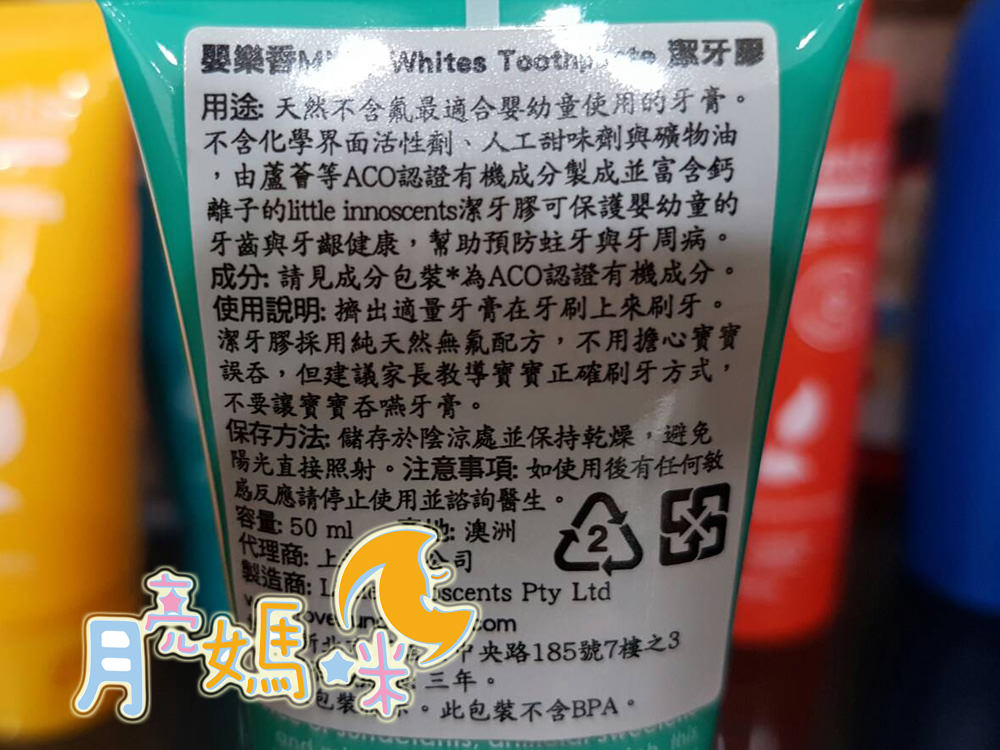 嬰樂香M Whites Tooth 潔牙膠
用途: 天然不含氟最適合嬰幼童使用的牙膏。
不含化學界面活性劑、人工甜味劑與礦物油
,由蘆薈等ACO認證有機成分製成並富含鈣
離子的little innoscents潔牙膠可保護嬰幼童的
牙齒與牙齦健康,幫助預防蛀牙與牙周病。
成分: 請見成分包裝*為ACO認證有機成分。
使用說明: 擠出適量牙膏在牙刷上來刷牙。
潔牙膠採用純天然無氟配方,不用擔心寶寶
誤吞,但建議家長教導寶寶正確刷牙方式,
不要讓寶寶吞嚥牙膏。
保存方法: 儲存於陰涼處並保持乾燥,避免
陽光直接照射。注意事項: 如使用後有任何敏
感反應請停止使用並諮詢醫生。
容量: 50 ml 地: 澳洲
代理商: 上 公司
2
製造商: L scents Pty Ltd
com
中央路185號7樓之3
三年。
包裝 。此包裝不含BPA。
月亮媽咪